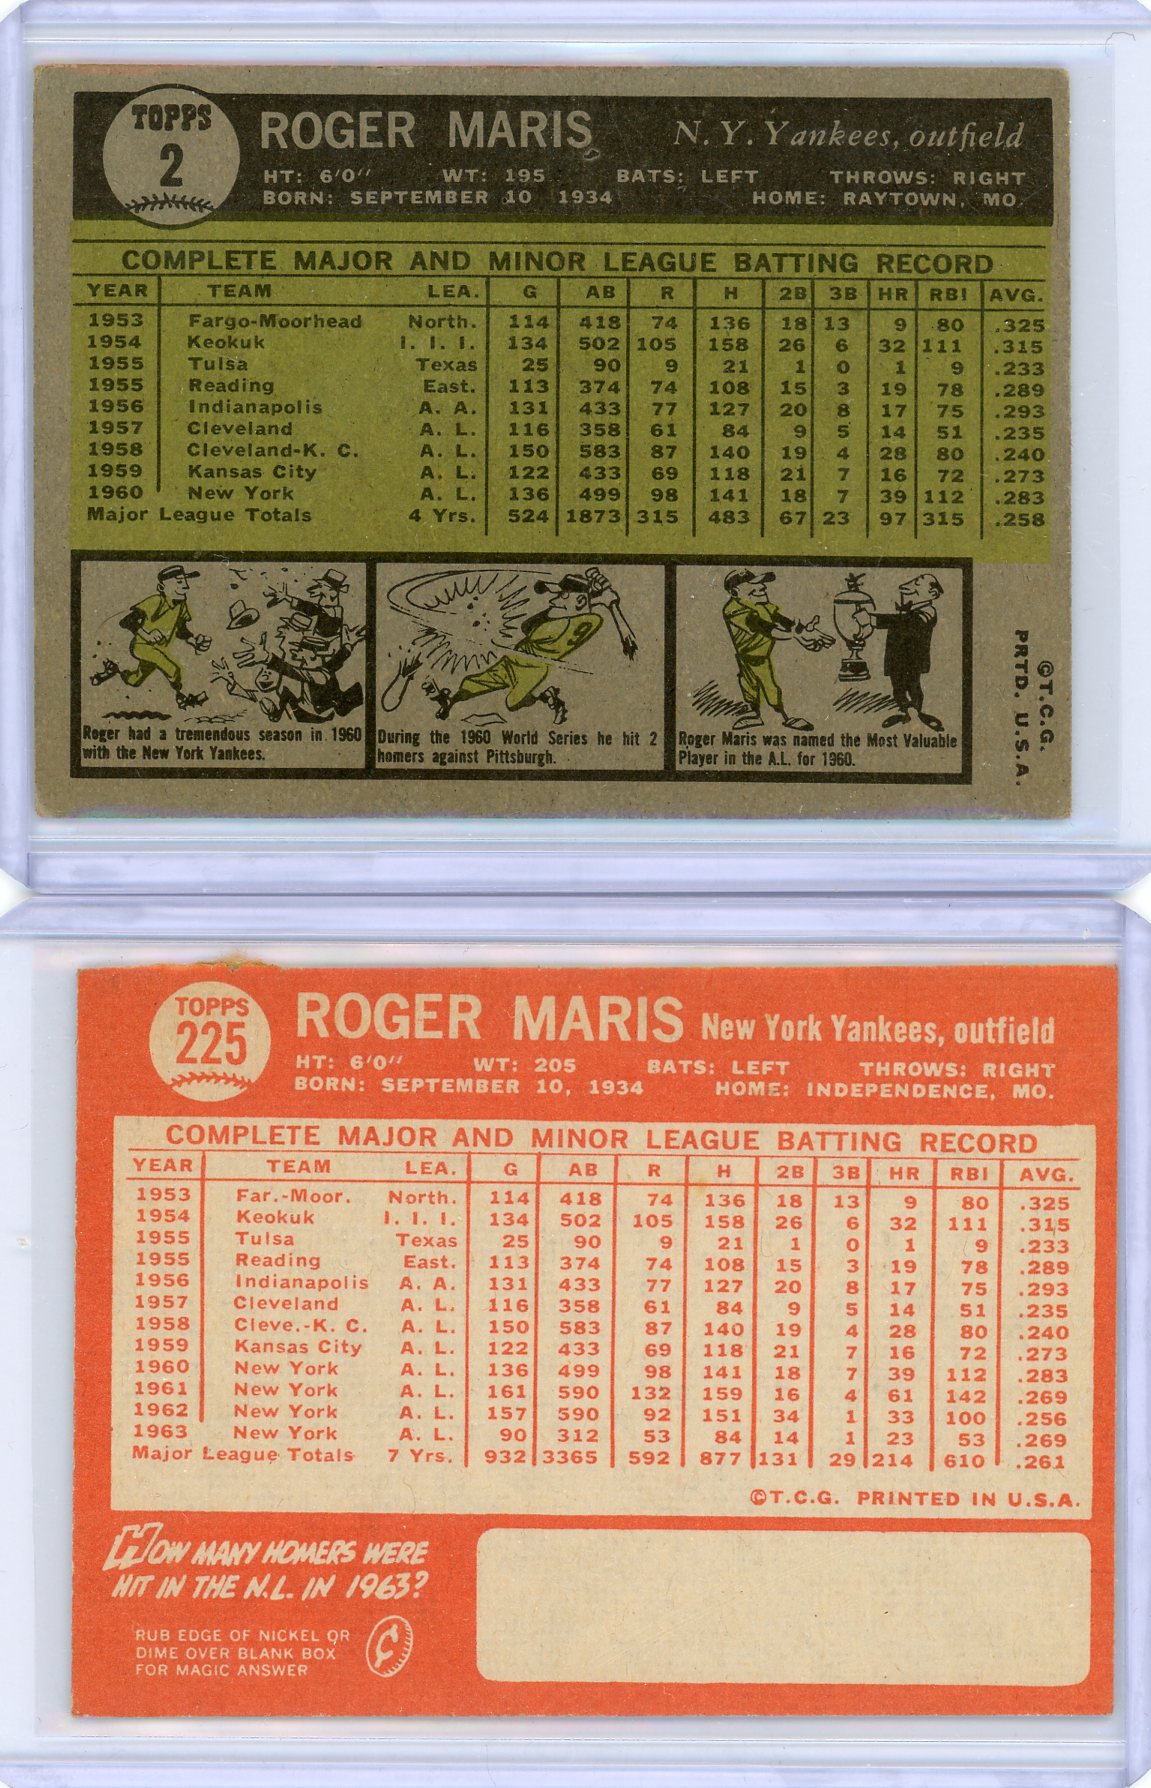 TOPPS
2
ROGER MARIS
N. Y. Yankees, outfield
HT: 6'0" WT: 195 BATS: LEFT THROWS: RIGHT
BORN: SEPTEMBER 10 1934 HOME: RAYTOWN, MO.
COMPLETE MAJOR AND MINOR LEAGUE BATTING RECORD
YEAR TEAM LEA. G AB R H 2B 3B HR RBI AVG.
1953 Fargo-Moorhead North. 114 418 74 136 18 13 9 80 .325
1954 Keokuk I. I. I. 134 502 105 158 26 6 32 111 .315
1955 Tulsa Texas 25 90 9 21 1 0 1 9 .233
1955 Reading East. 113 374 74 108 15 3 19 78 .289
1956 Indianapolis A. A. 131 433 77 127 20 8 17 75 .293
1957 Cleveland A. L. 116 358 61 84 9 5 14 51 .235
1958 Cleveland-K. C. A. L. 150 583 87 140 19 4 28 80 .240
1959 Kansas City A. L. 122 433 69 118 21 7 16 72 .273
1960 New York A. L. 136 499 98 141 18 7 39 112 .283
Major League Totals 4 Yrs. 524 1873 315 483 67 23 97 315 .258
9
Roger had a tremendous season in 1960
with the New York Yankees.
During the 1960 World Series he hit 2
homers against Pittsburgh.
Roger Maris was named the Most Valuable
Player in the A.L. for 1960.
©T.C.G.
PRTD. U.S.A.
TOPPS
225
ROGER MARIS New York Yankees, outfield
HT: 6'0" WT: 205 BATS: LEFT THROWS: RIGHT
BORN: SEPTEMBER 10, 1934 HOME: INDEPENDENCE, MO.
COMPLETE MAJOR AND MINOR LEAGUE BATTING RECORD
YEAR TEAM LEA. G AB R H 2B 3B HR RBI AVG.
1953 Far.-Moor. North. 114 418 74 136 18 13 9 80 .325
1954 Keokuk I. I. I. 134 502 105 158 26 6 32 111 .315
1955 Tulsa Texas 25 90 9 21 1 0 1 9 .233
1955 Reading East. 113 374 74 108 15 3 19 78 .289
1956 Indianapolis A. A. 131 433 77 127 20 8 17 75 .293
1957 Cleveland A. L. 116 358 61 84 9 5 14 51 .235
1958 Cleve.-K. C. A. L. 150 583 87 140 19 4 28 80 .240
1959 Kansas City A. L. 122 433 69 118 21 7 16 72 .273
1960 New York A. L. 136 499 98 141 18 7 39 112 .283
1961 New York A. L. 161 590 132 159 16 4 61 142 .269
1962 New York A. L. 157 590 92 151 34 1 33 100 .256
1963 New York A. L. 90 312 53 84 14 1 23 53 .269
Major League Totals 7 Yrs. 932 3365 592 877 131 29 214 610 .261
©T.C.G. PRINTED IN U.S.A.
HOW MANY HOMERS WERE
HIT IN THE N.L. IN 1963?
RUB EDGE OF NICKEL OR
DIME OVER BLANK BOX
FOR MAGIC ANSWER